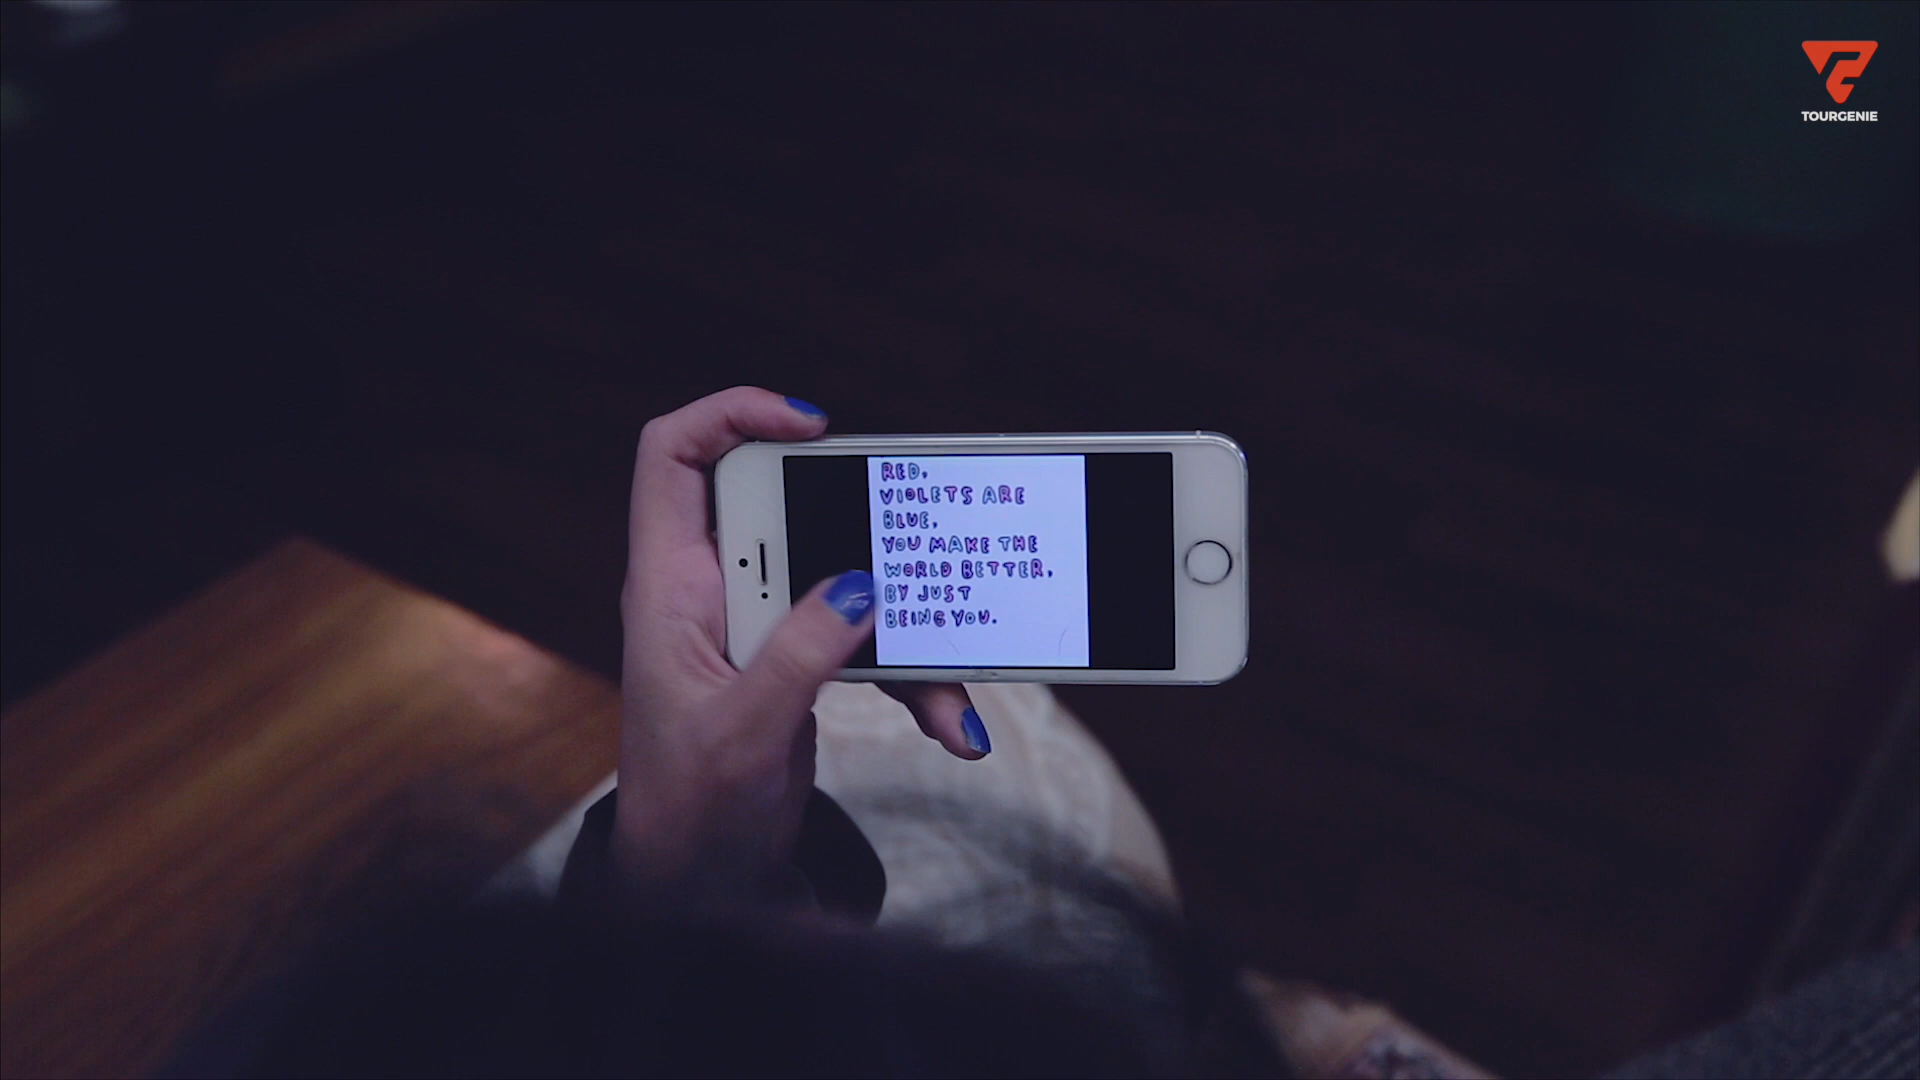 RED,
VIOLETS ARE
BLUE,
YOU MAKE THE
WORLD BETTER,
BY JUST
BEING YOU.
TOURGENIE